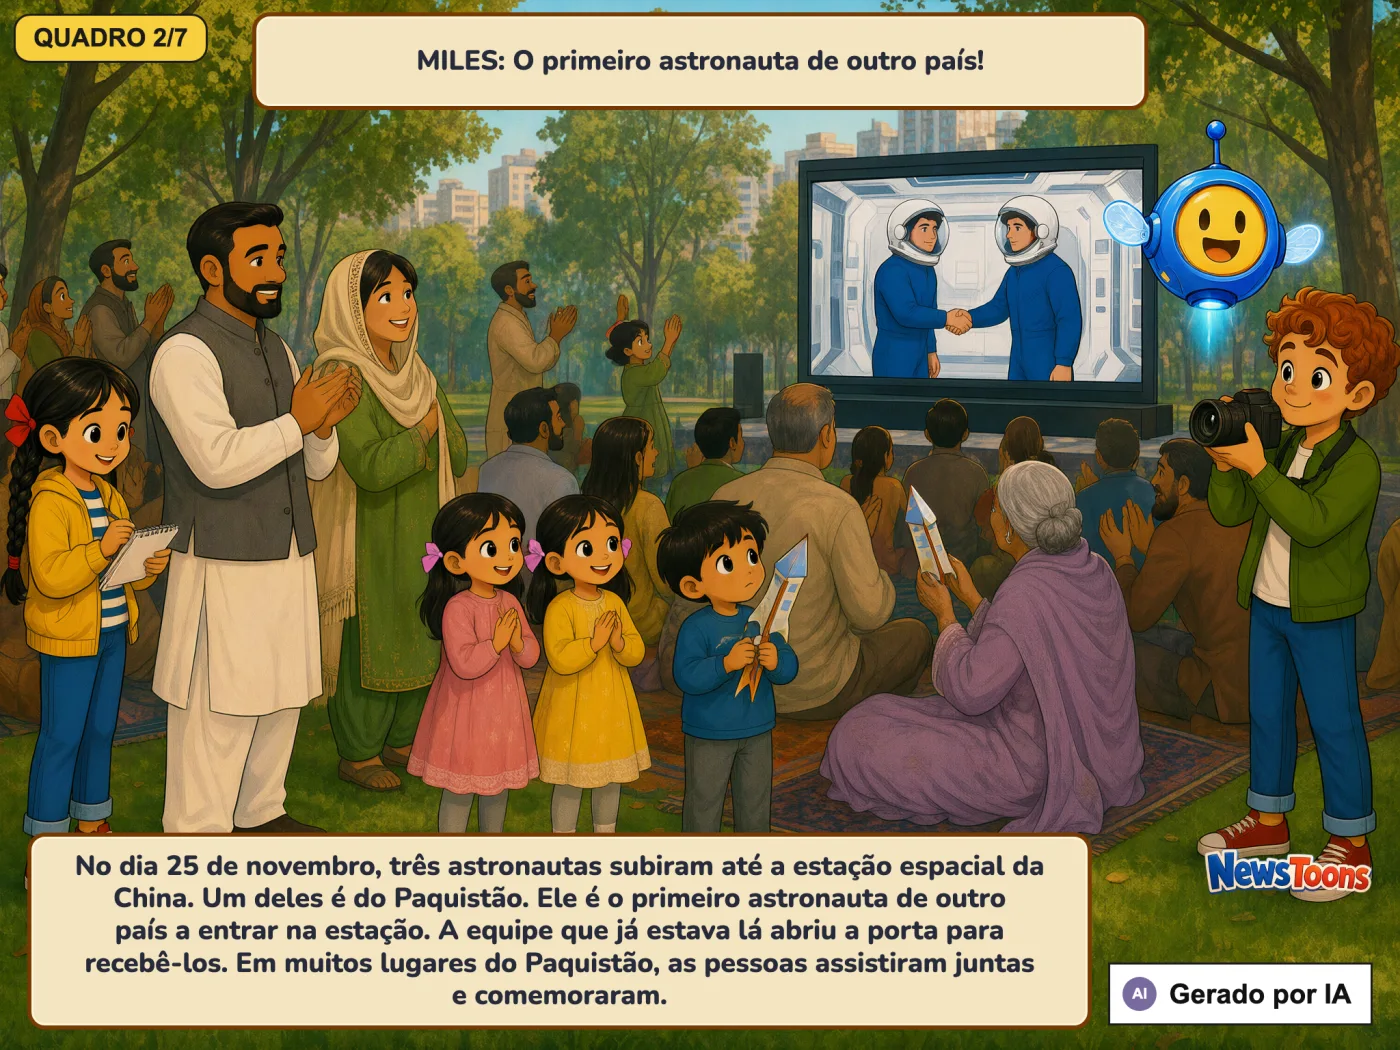 QUADRO 2/7
MILES: O primeiro astronauta de outro país!
No dia 25 de novembro, três astronautas subiram até a estação espacial da
China. Um deles é do Paquistão. Ele é o primeiro astronauta de outro
país a entrar na estação. A equipe que já estava lá abriu a porta para
recebê-los. Em muitos lugares do Paquistão, as pessoas assistiram juntas
e comemoraram.
NewsToons
AI Gerado por IA